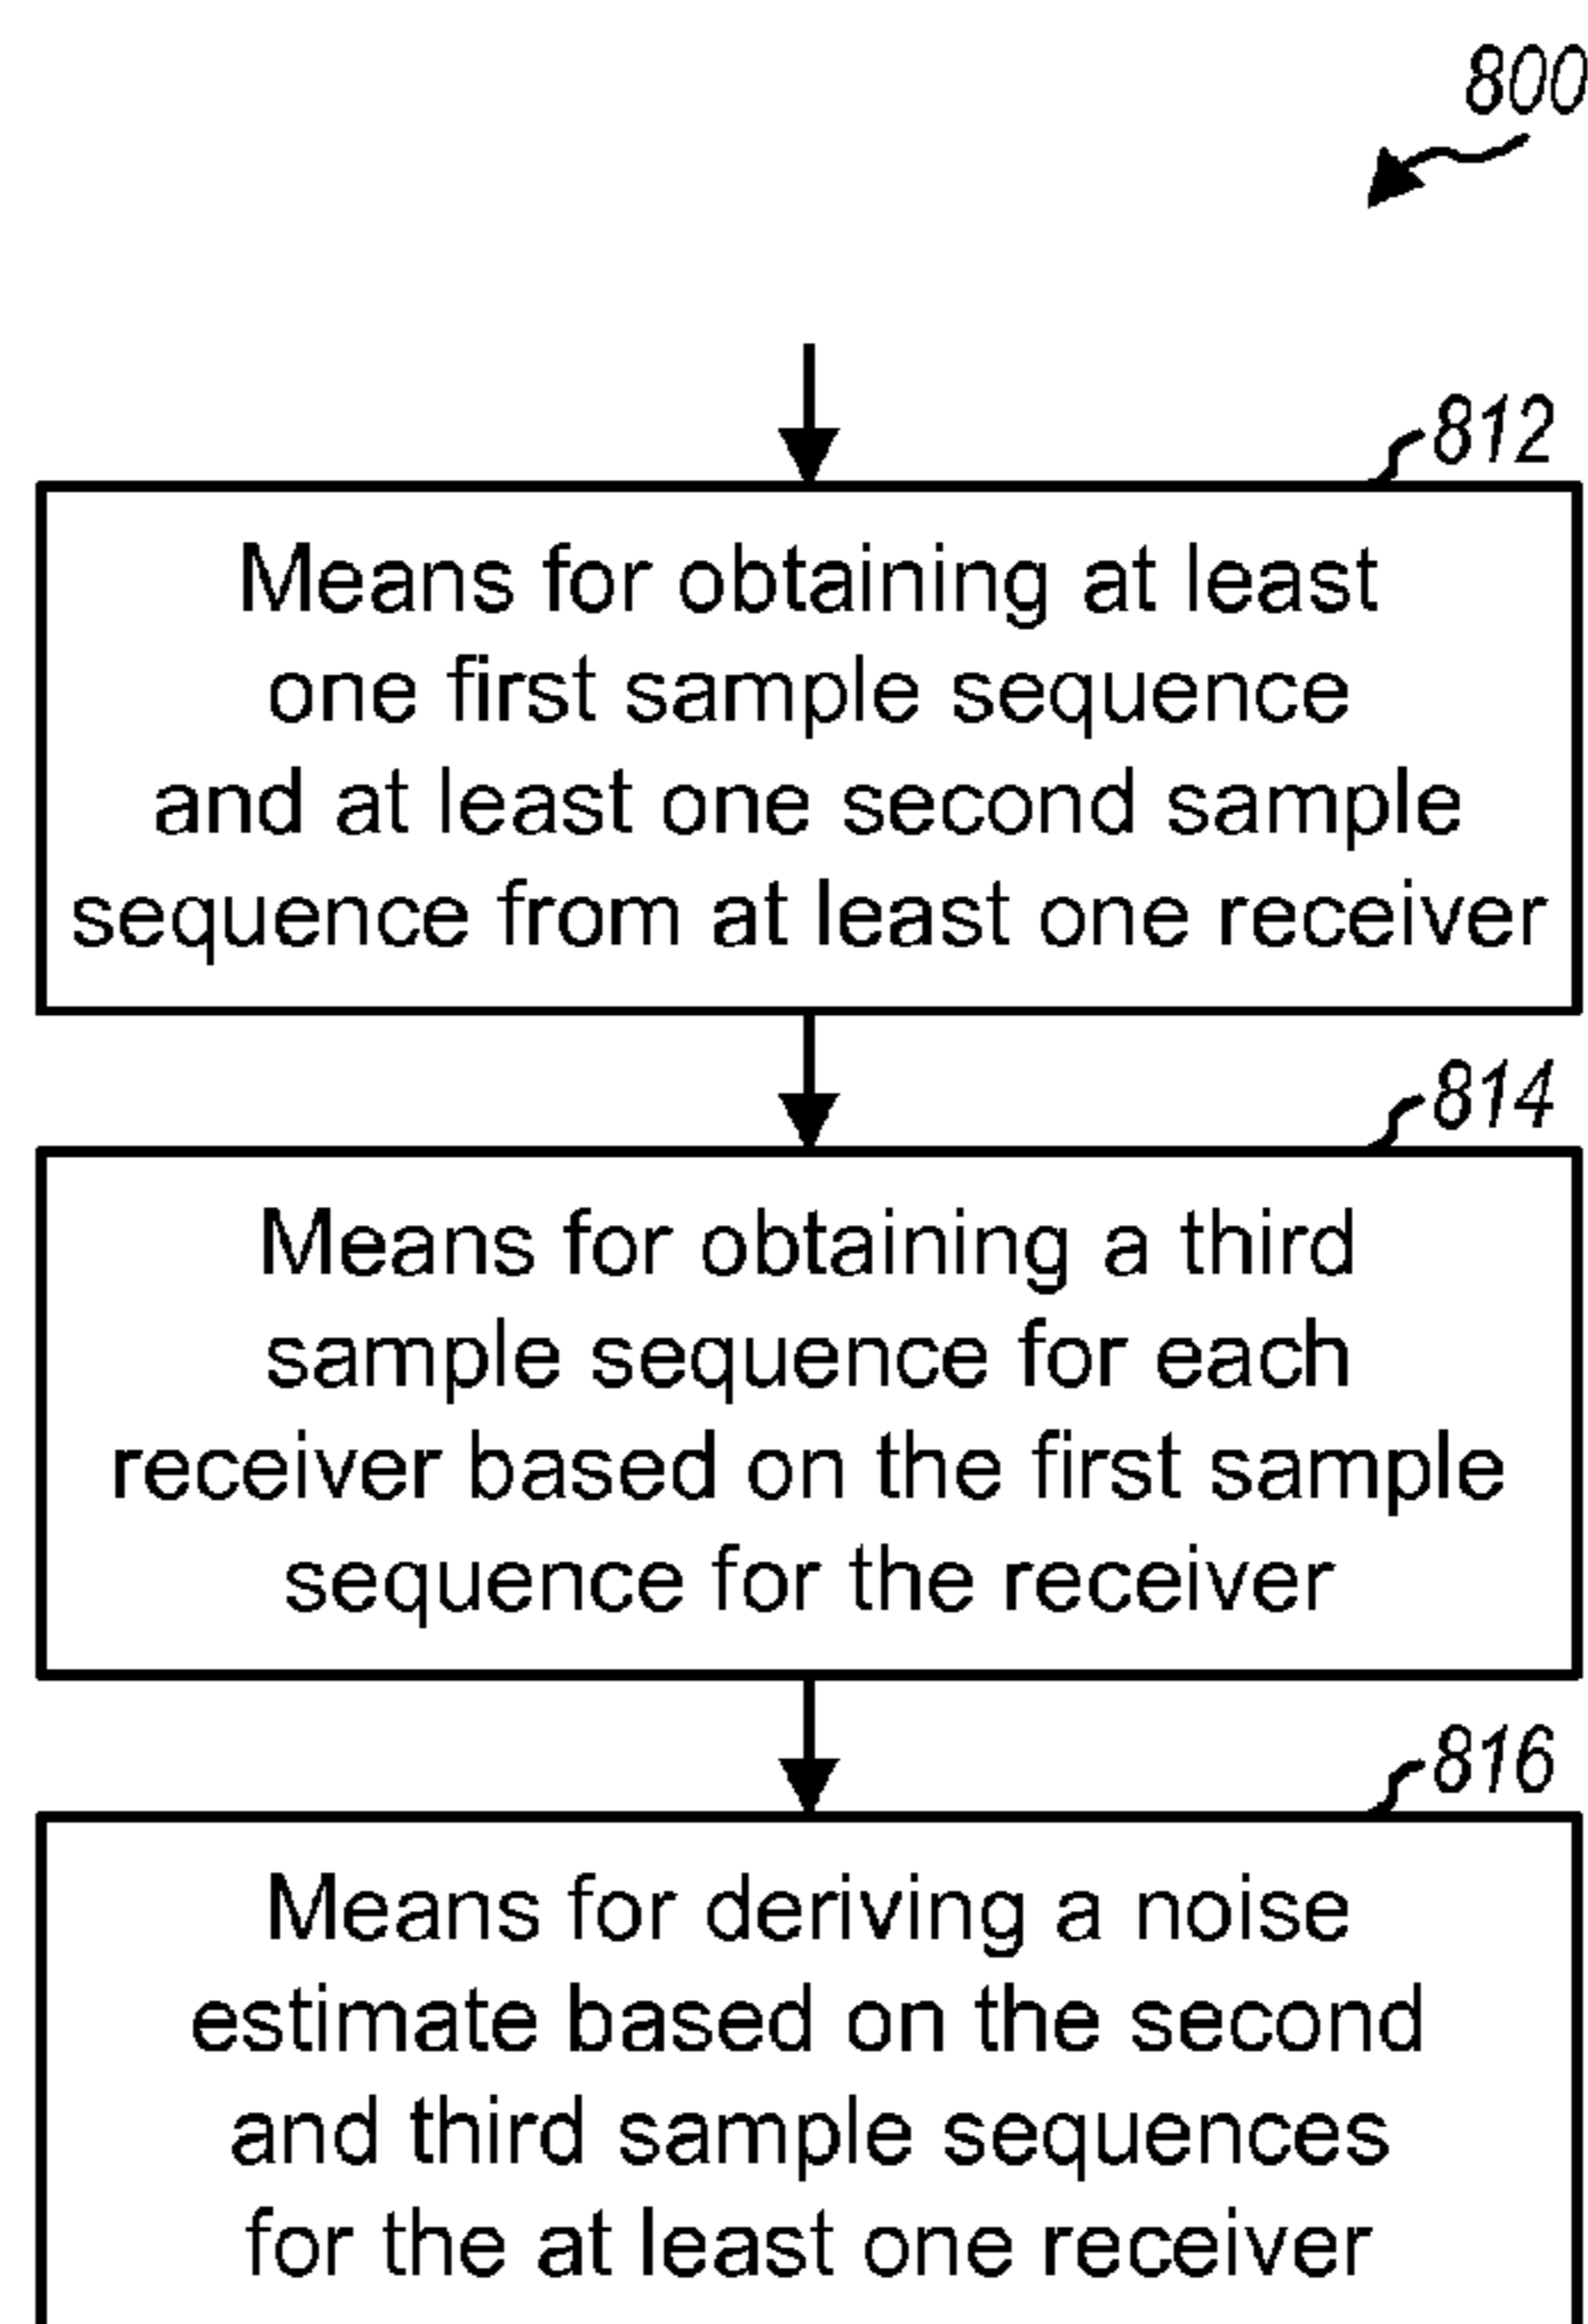 800
812
Means for obtaining at least
one first sample sequence
and at least one second sample
sequence from at least one receiver
814
Means for obtaining a third
sample sequence for each
receiver based on the first sample
sequence for the receiver
816
Means for deriving a noise
estimate based on the second
and third sample sequences
for the at least one receiver